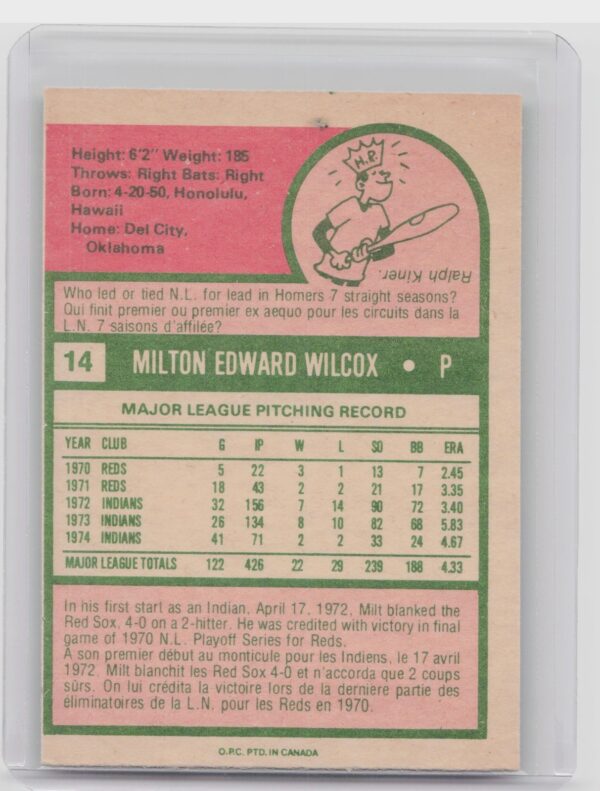 Height: 6'2" Weight: 185
Throws: Right Bats: Right
Born: 4-20-50, Honolulu,
Hawaii
Home: Del City,
Oklahoma
H.R.
Ralph Kiner.
Who led or tied N.L. for lead in Homers 7 straight seasons?
Qui finit premier ou premier ex aequo pour les circuits dans la
L.N. 7 saisons d'affilée?
14 MILTON EDWARD WILCOX • P
MAJOR LEAGUE PITCHING RECORD
YEAR CLUB G IP W L SO BB ERA
1970 REDS 5 22 3 1 13 7 2.45
1971 REDS 18 43 2 2 21 17 3.35
1972 INDIANS 32 156 7 14 90 72 3.40
1973 INDIANS 26 134 8 10 82 68 5.83
1974 INDIANS 41 71 2 2 33 24 4.67
MAJOR LEAGUE TOTALS 122 426 22 29 239 188 4.33
In his first start as an Indian, April 17, 1972, Milt blanked the
Red Sox, 4-0 on a 2-hitter. He was credited with victory in final
game of 1970 N.L. Playoff Series for Reds.
A son premier début au monticule pour les Indiens, le 17 avril
1972, Milt blanchit les Red Sox 4-0 et n'accorda que 2 coups
sûrs. On lui crédita la victoire lors de la derniere partie des
éliminatoires de la L.N. pour les Reds en 1970.
O.P.C. PTD. IN CANADA